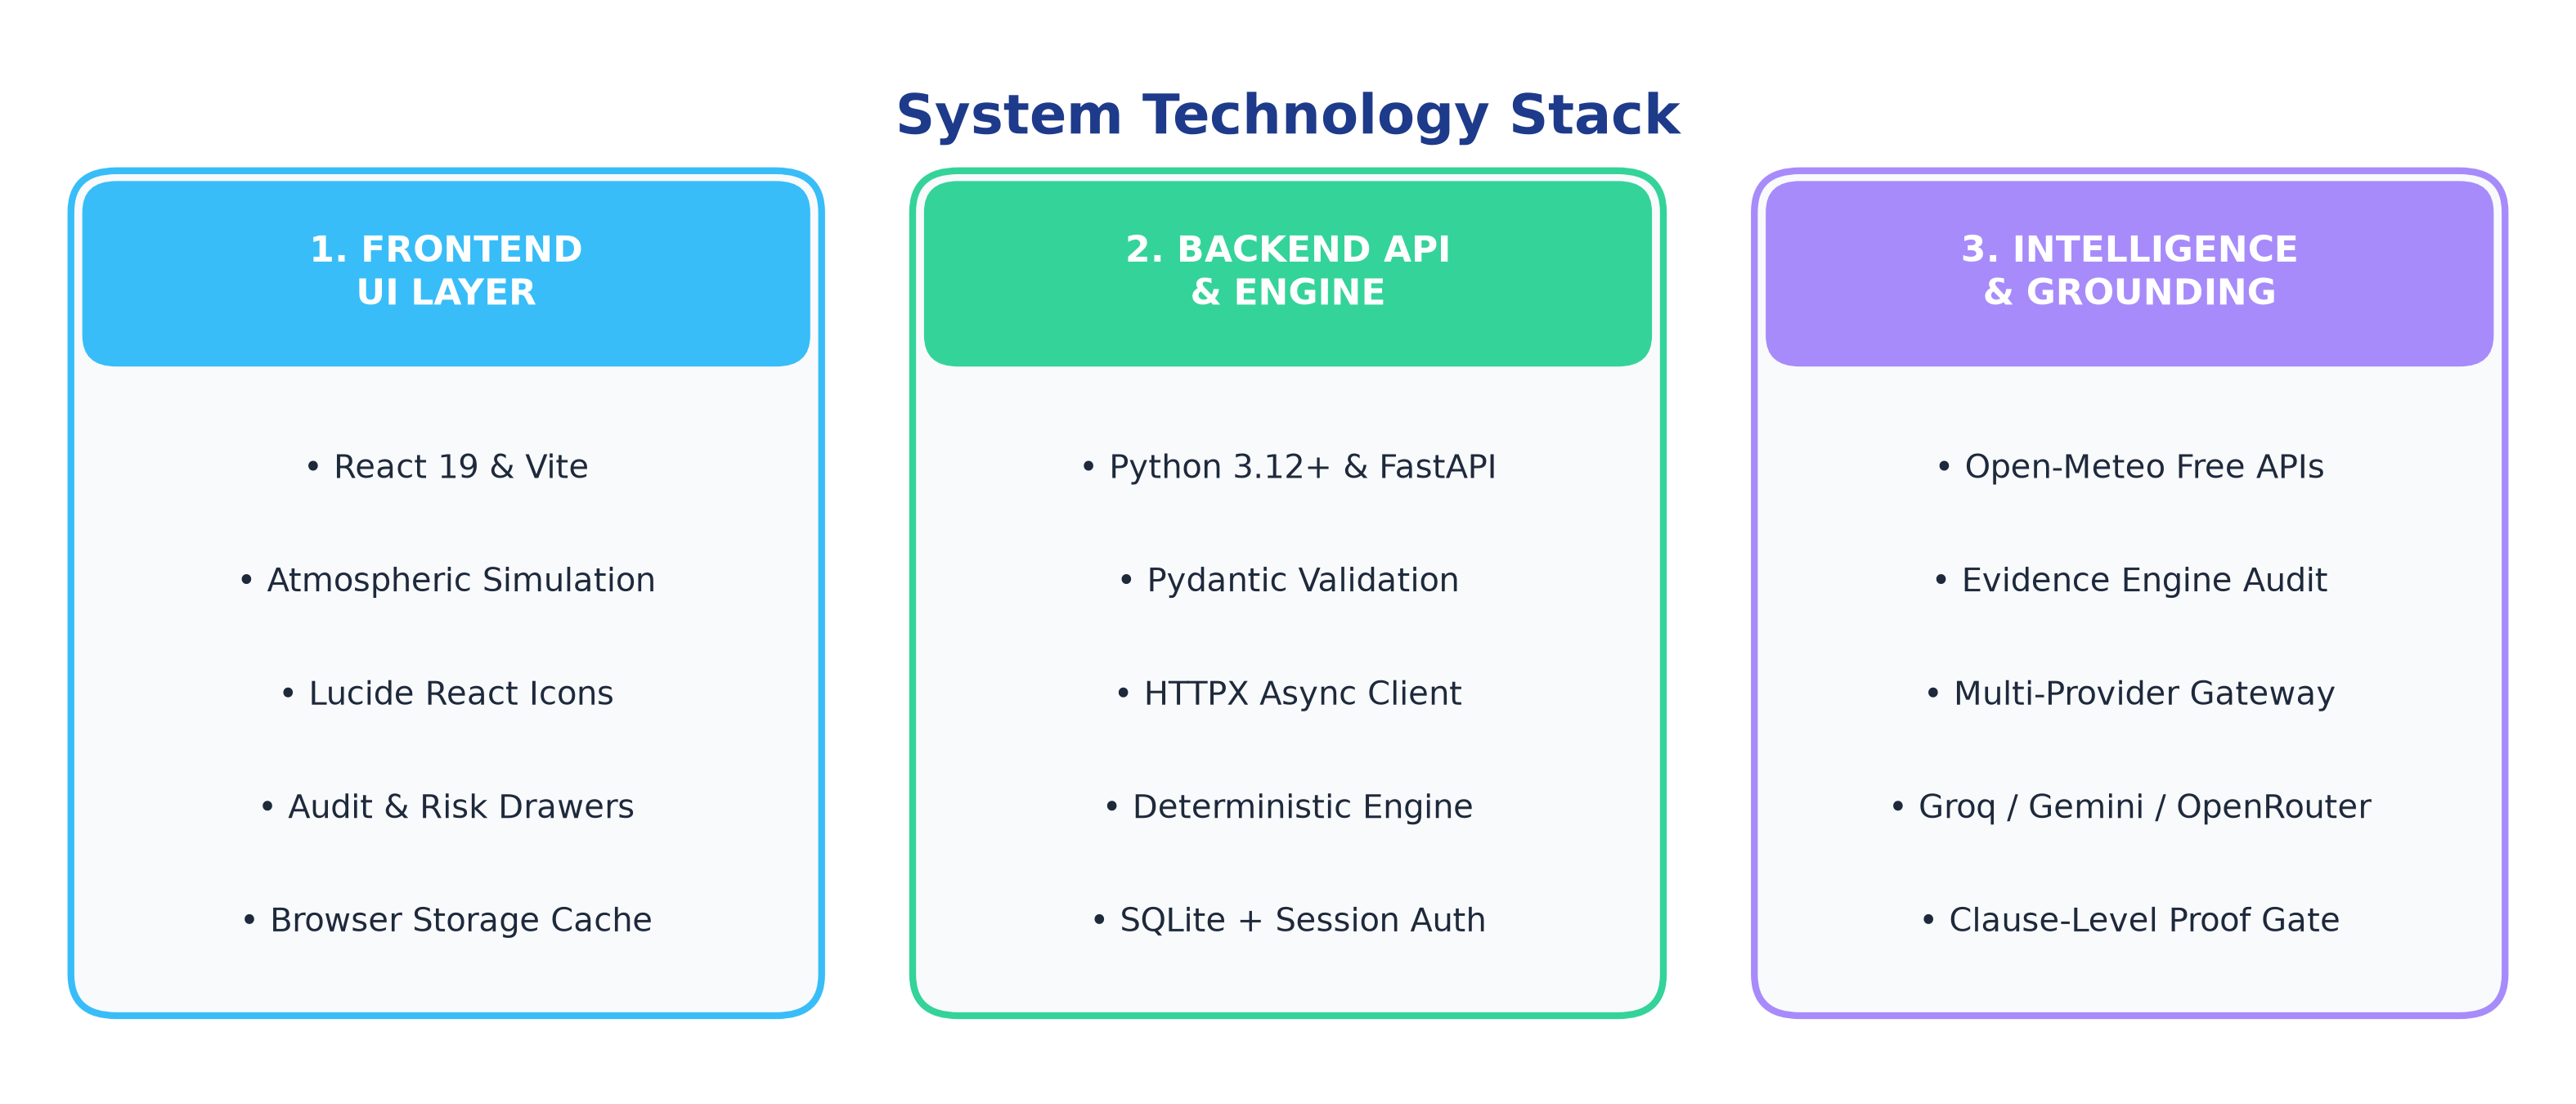 System Technology Stack
1. FRONTEND
UI LAYER
• React 19 & Vite
• Atmospheric Simulation
• Lucide React Icons
• Audit & Risk Drawers
• Browser Storage Cache
2. BACKEND API
& ENGINE
• Python 3.12+ & FastAPI
• Pydantic Validation
• HTTPX Async Client
• Deterministic Engine
• SQLite + Session Auth
3. INTELLIGENCE
& GROUNDING
• Open-Meteo Free APIs
• Evidence Engine Audit
• Multi-Provider Gateway
• Groq / Gemini / OpenRouter
• Clause-Level Proof Gate